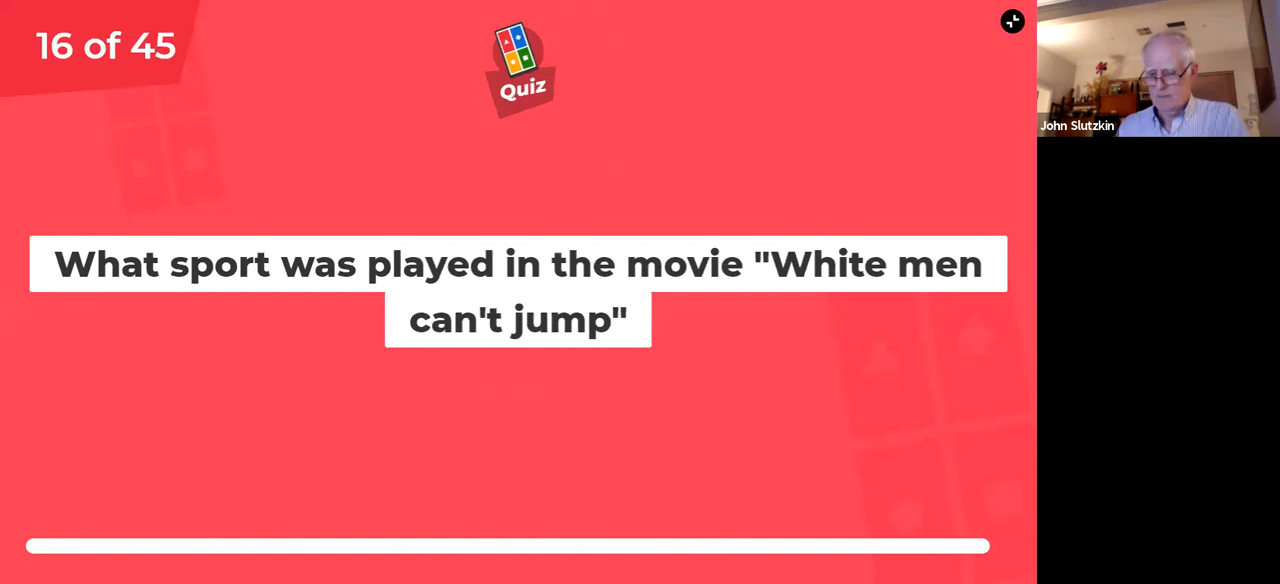 16 of 45
Quiz
What sport was played in the movie "White men
can't jump"
John Slutzkin